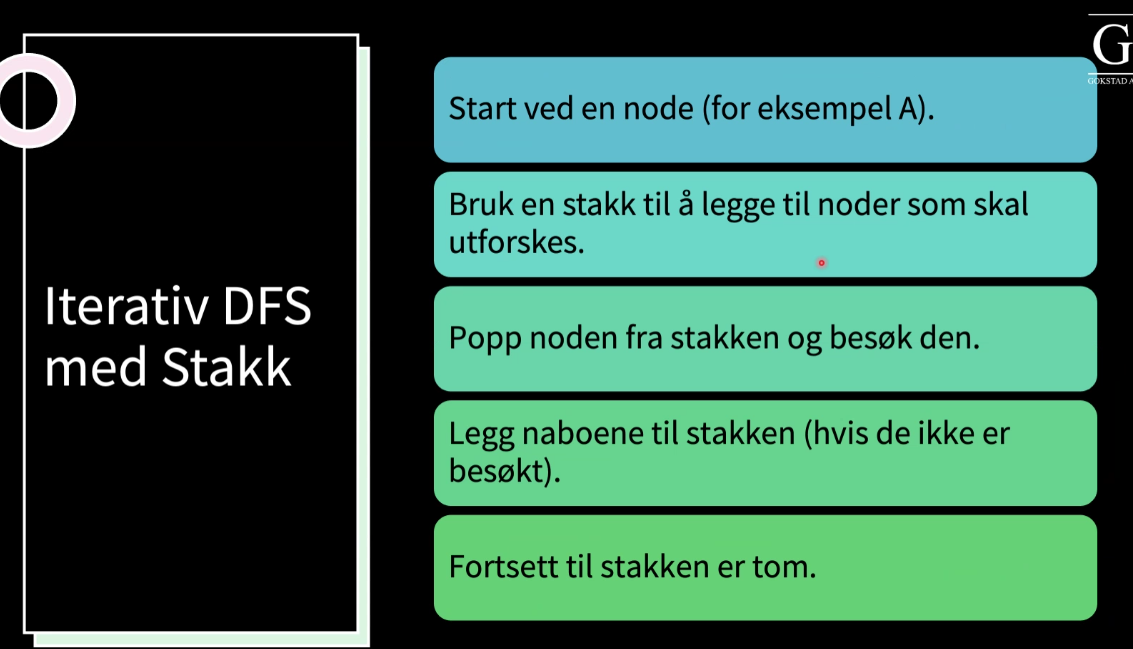 G
GOKSTAD A
Start ved en node (for eksempel A).
Bruk en stakk til å legge til noder som skal
utforskes.
Iterativ DFS
med Stakk
Popp noden fra stakken og besøk den.
Legg naboene til stakken (hvis de ikke er
besøkt).
Fortsett til stakken er tom.